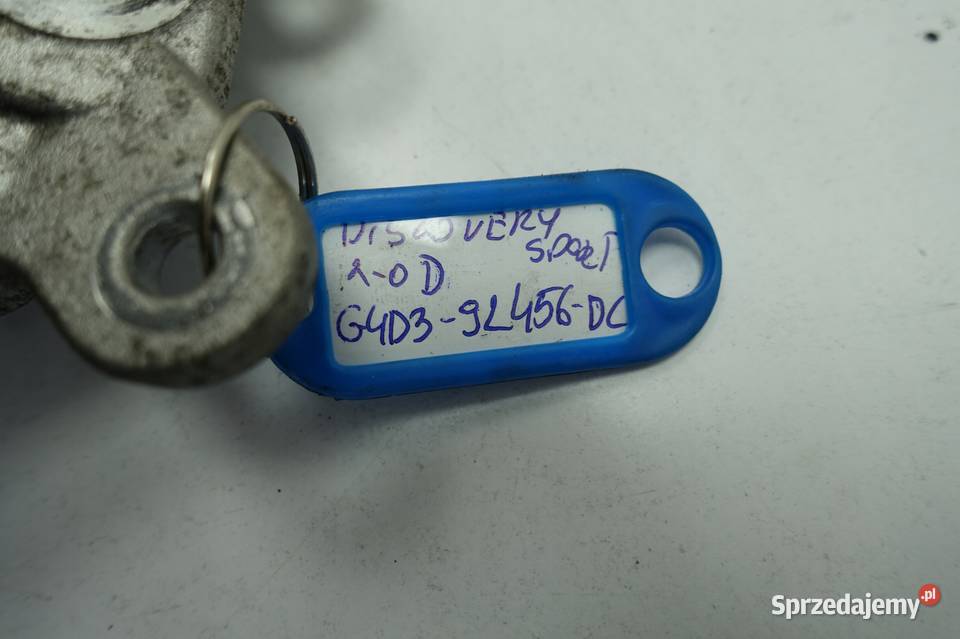 DISCOVERY
SPORT
2-0 D
G4D3-9L456-DC
Sprzedajemy.pl